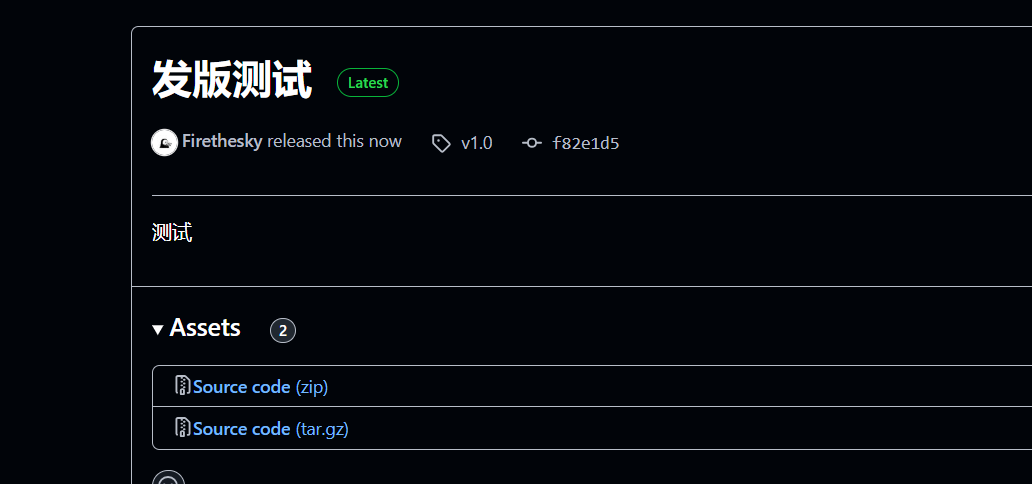 发版测试 Latest
Firethesky released this now v1.0 f82e1d5
测试
Assets 2
Source code (zip)
Source code (tar.gz)